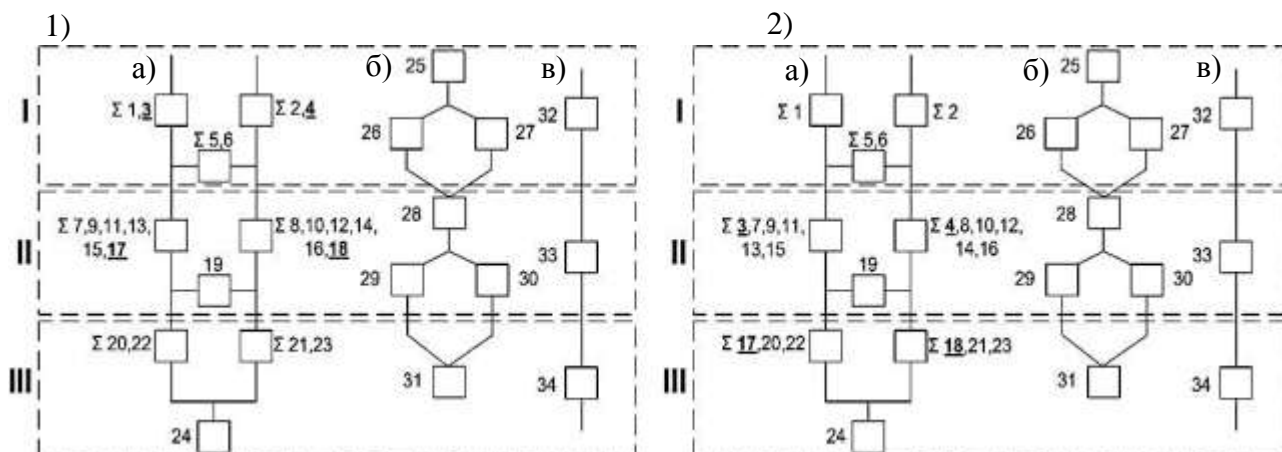 1)
2)
а)
б)
в)
а)
б)
в)
I
25
Σ 1,3
Σ 2,4
26
27
32
Σ 5,6
I
25
Σ 1
Σ 2
26
27
32
Σ 5,6
II
28
Σ 7,9,11,13,
15,17
Σ 8,10,12,14,
16,18
19
29
30
33
II
28
Σ 3,7,9,11,
13,15
Σ 4,8,10,12,
14,16
19
29
30
33
III
Σ 20,22
Σ 21,23
31
34
24
III
Σ 17,20,22
Σ 18,21,23
31
34
24